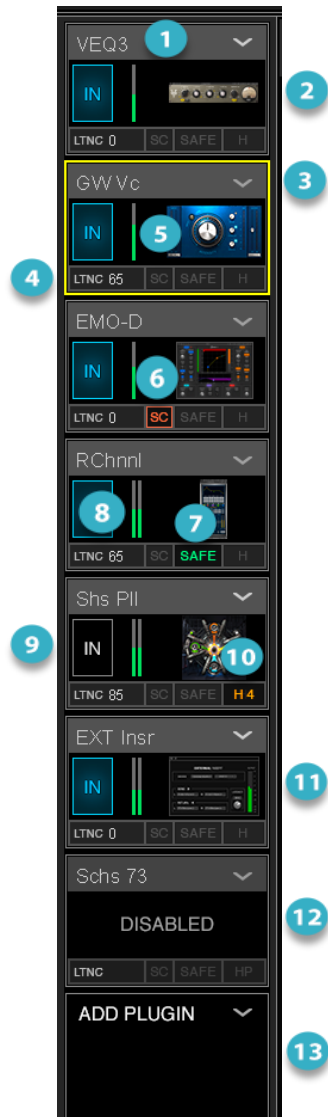 VEQ3 1
IN
2
LTNC 0 SC SAFE H
GW Vc 3
IN 5
4 LTNC 65 SC SAFE H
EMO-D
IN 6
LTNC 0 SC SAFE H
RChnnl
8 7
LTNC 65 SC SAFE H
Shs Pll
9 IN 10
LTNC 85 SC SAFE H 4
EXT Insr
IN 11
LTNC 0 SC SAFE H
Schs 73
DISABLED 12
LTNC SC SAFE HP
ADD PLUGIN
13